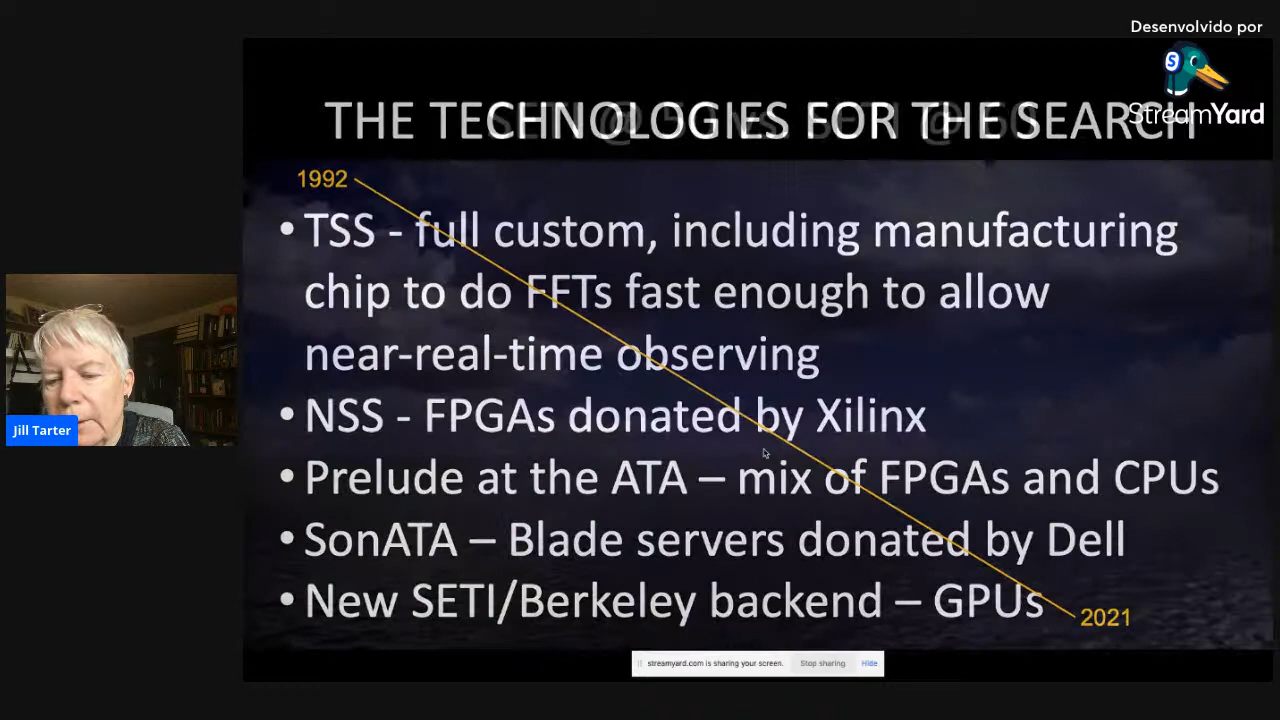 Desenvolvido por
StreamYard
THE TECHNOLOGIES FOR THE SEARCH
1992
• TSS - full custom, including manufacturing
chip to do FFTs fast enough to allow
near-real-time observing
• NSS - FPGAs donated by Xilinx
• Prelude at the ATA – mix of FPGAs and CPUs
• SonATA – Blade servers donated by Dell
• New SETI/Berkeley backend – GPUs
2021
Jill Tarter
streamyard.com is sharing your screen. Stop sharing Hide